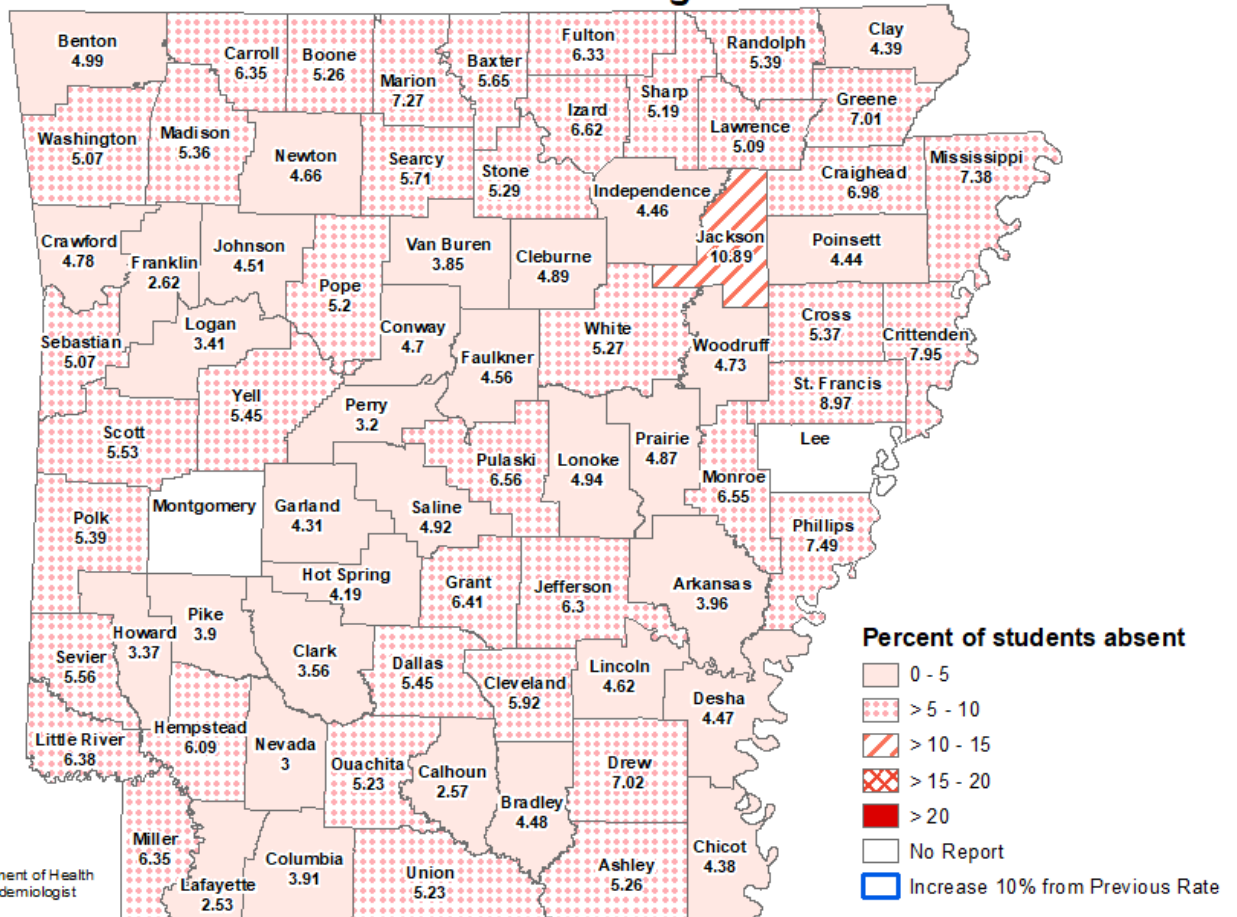 Benton
4.99
Carroll
6.35
Boone
5.26
Marion
7.27
Baxter
5.65
Fulton
6.33
Randolph
5.39
Clay
4.39
Washington
5.07
Madison
5.36
Newton
4.66
Searcy
5.71
Stone
5.29
Izard
6.62
Sharp
5.19
Lawrence
5.09
Greene
7.01
Craighead
6.98
Mississippi
7.38
Independence
4.46
Jackson
10.89
Poinsett
4.44
Crawford
4.78
Franklin
2.62
Johnson
4.51
Pope
5.2
Van Buren
3.85
Cleburne
4.89
Sebastian
5.07
Logan
3.41
Conway
4.7
Faulkner
4.56
White
5.27
Woodruff
4.73
Cross
5.37
Crittenden
7.95
St. Francis
8.97
Scott
5.53
Yell
5.45
Perry
3.2
Pulaski
6.56
Lonoke
4.94
Prairie
4.87
Monroe
6.55
Lee
Polk
5.39
Montgomery
Garland
4.31
Saline
4.92
Phillips
7.49
Hot Spring
4.19
Grant
6.41
Jefferson
6.3
Arkansas
3.96
Sevier
5.56
Howard
3.37
Pike
3.9
Clark
3.56
Dallas
5.45
Cleveland
5.92
Lincoln
4.62
Desha
4.47
Little River
6.38
Hempstead
6.09
Nevada
3
Ouachita
5.23
Calhoun
2.57
Bradley
4.48
Drew
7.02
Miller
6.35
Lafayette
2.53
Columbia
3.91
Union
5.23
Ashley
5.26
Chicot
4.38
Percent of students absent
0 - 5
> 5 - 10
> 10 - 15
> 15 - 20
> 20
No Report
Increase 10% from Previous Rate
of Health